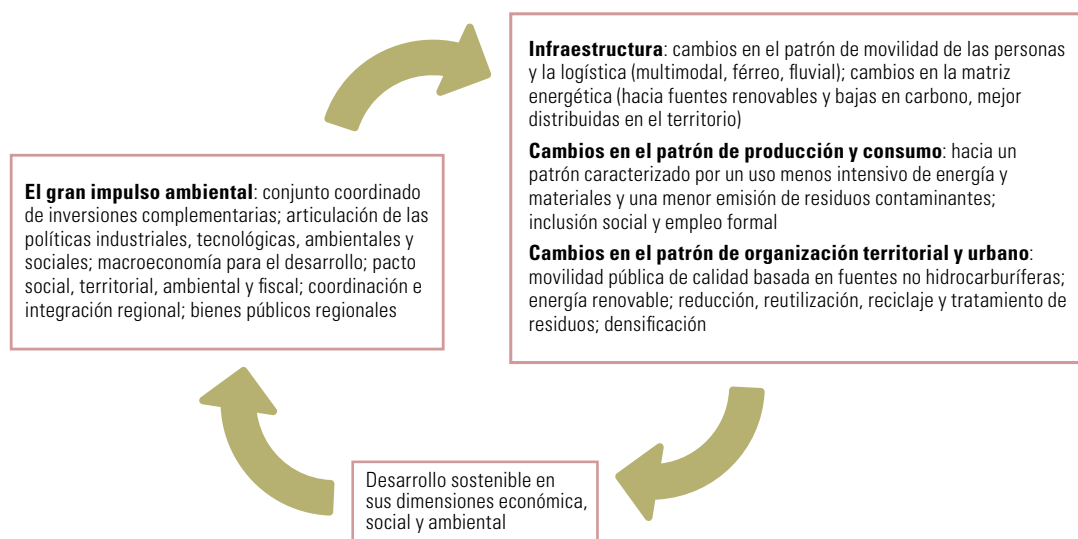 El gran impulso ambiental: conjunto coordinado
de inversiones complementarias; articulación de las
políticas industriales, tecnológicas, ambientales y
sociales; macroeconomía para el desarrollo; pacto
social, territorial, ambiental y fiscal; coordinación e
integración regional; bienes públicos regionales
Infraestructura: cambios en el patrón de movilidad de las personas
y la logística (multimodal, férreo, fluvial); cambios en la matriz
energética (hacia fuentes renovables y bajas en carbono, mejor
distribuidas en el territorio)
Cambios en el patrón de producción y consumo: hacia un
patrón caracterizado por un uso menos intensivo de energía y
materiales y una menor emisión de residuos contaminantes;
inclusión social y empleo formal
Cambios en el patrón de organización territorial y urbano:
movilidad pública de calidad basada en fuentes no hidrocarburíferas;
energía renovable; reducción, reutilización, reciclaje y tratamiento de
residuos; densificación
Desarrollo sostenible en
sus dimensiones económica,
social y ambiental